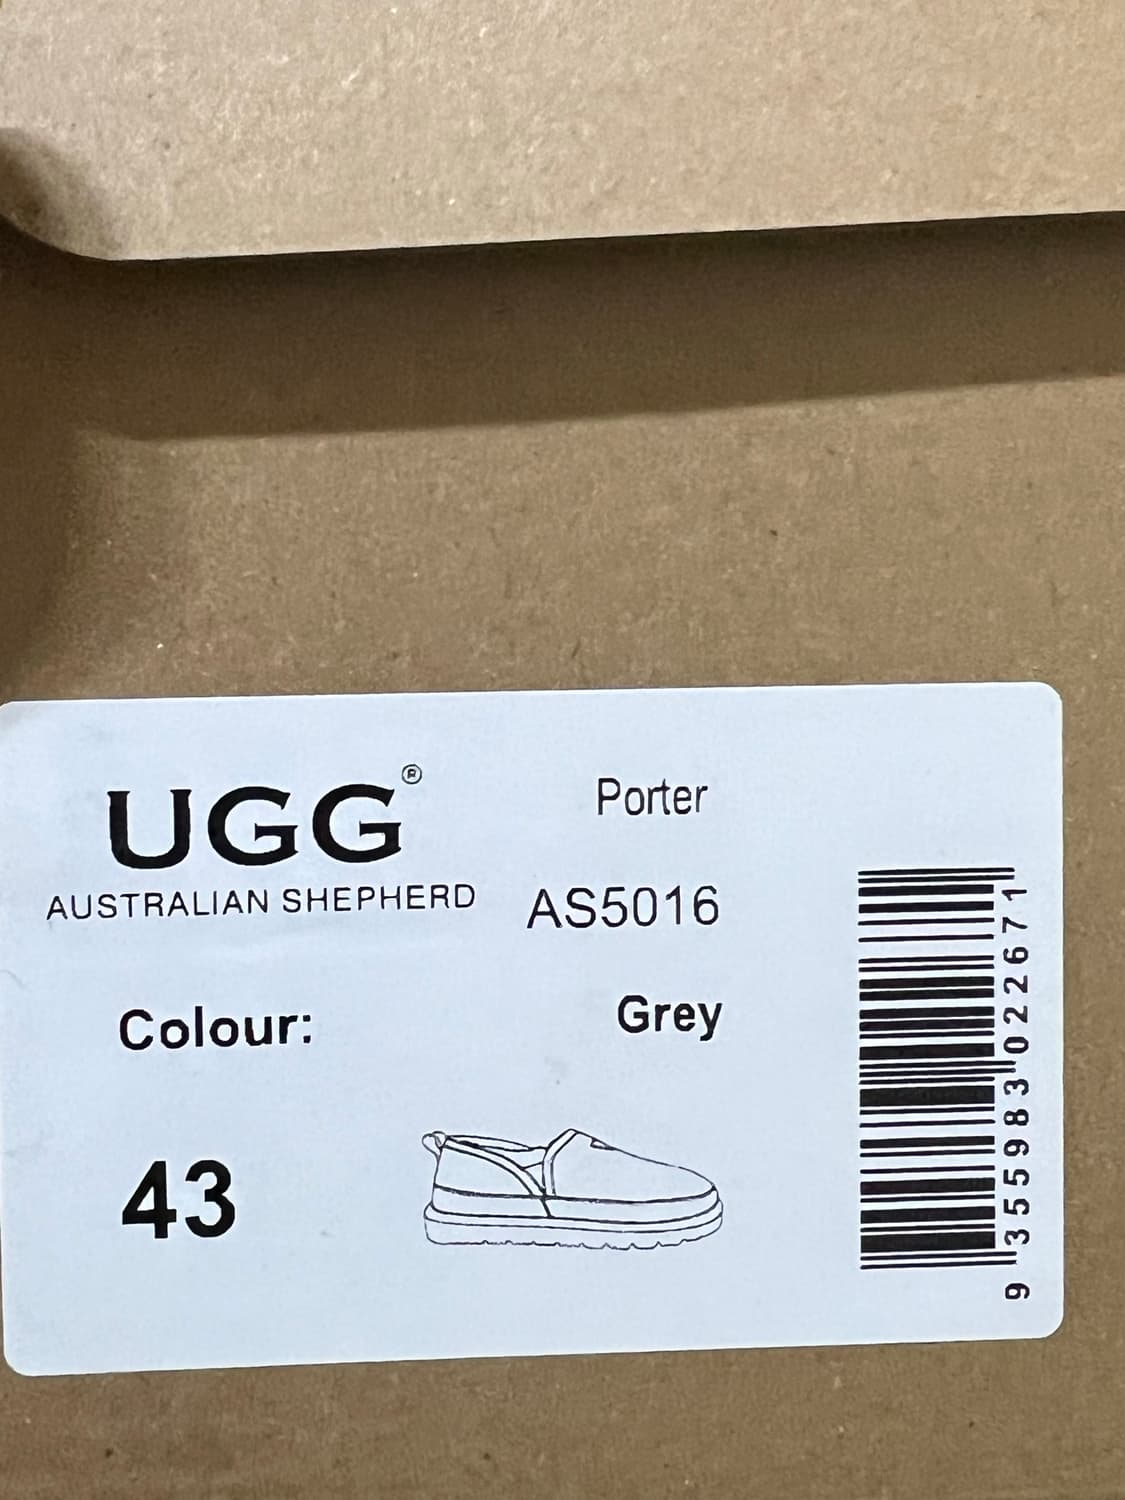 UGG®
AUSTRALIAN SHEPHERD
Porter
AS5016
Colour: Grey
43
9 355983 022671